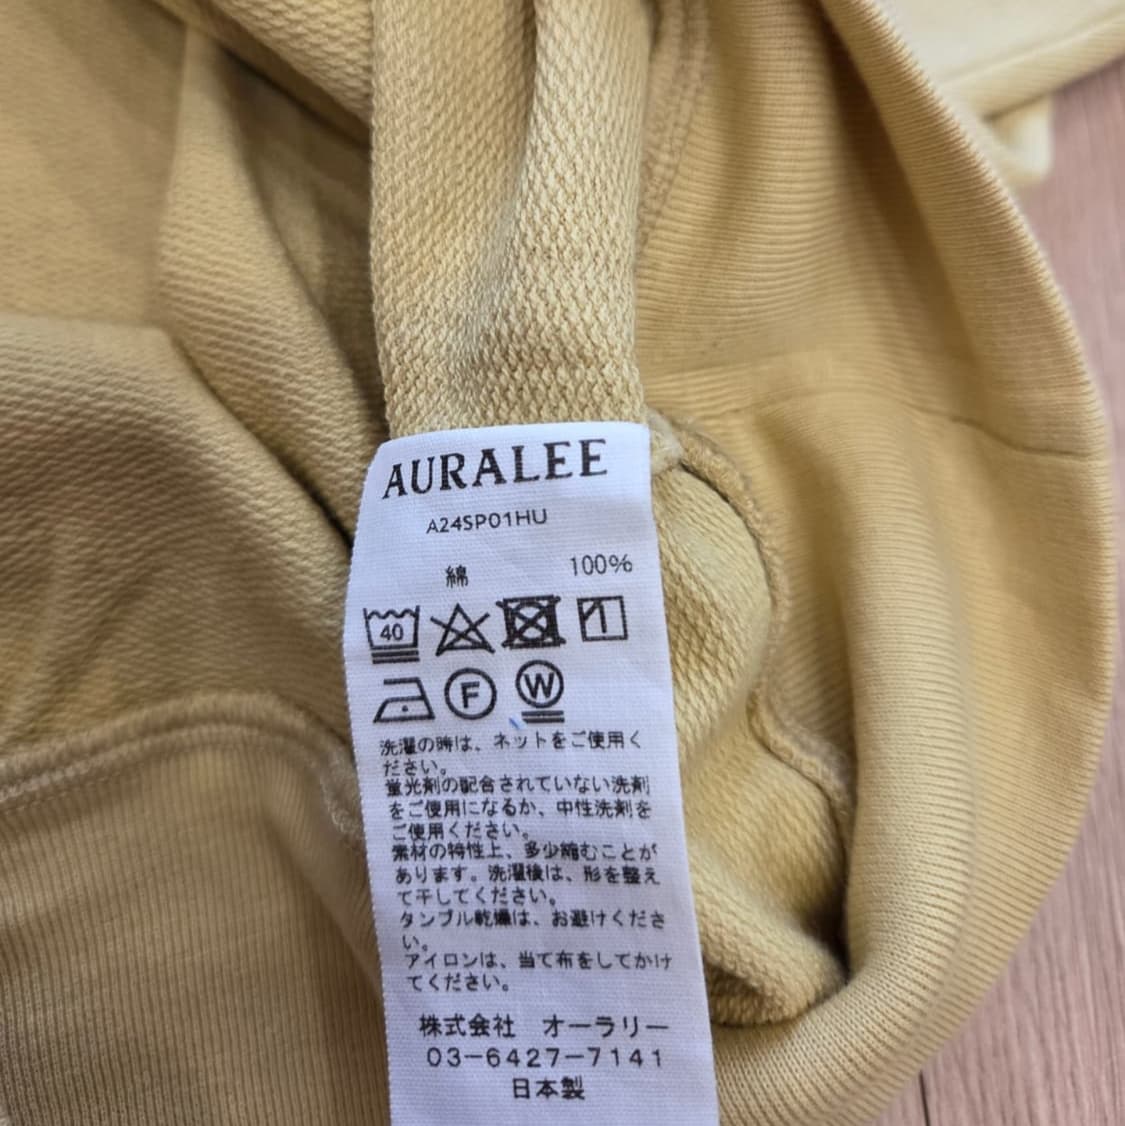 AURALEE
A24SP01HU
綿 100%
40
F W
洗濯の時は、ネットをご使用く
ださい。
蛍光剤の配合されていない洗剤
をご使用になるか、中性洗剤を
ご使用ください。
素材の特性上、多少縮むことが
あります。洗濯後は、形を整え
て干してください。
タンブル乾燥は、お避けくださ
い。
アイロンは、当て布をしてかけ
てください。
株式会社 オーラリー
03-6427-7141
日本製